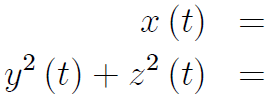 x (t) =
y² (t) + z² (t) =